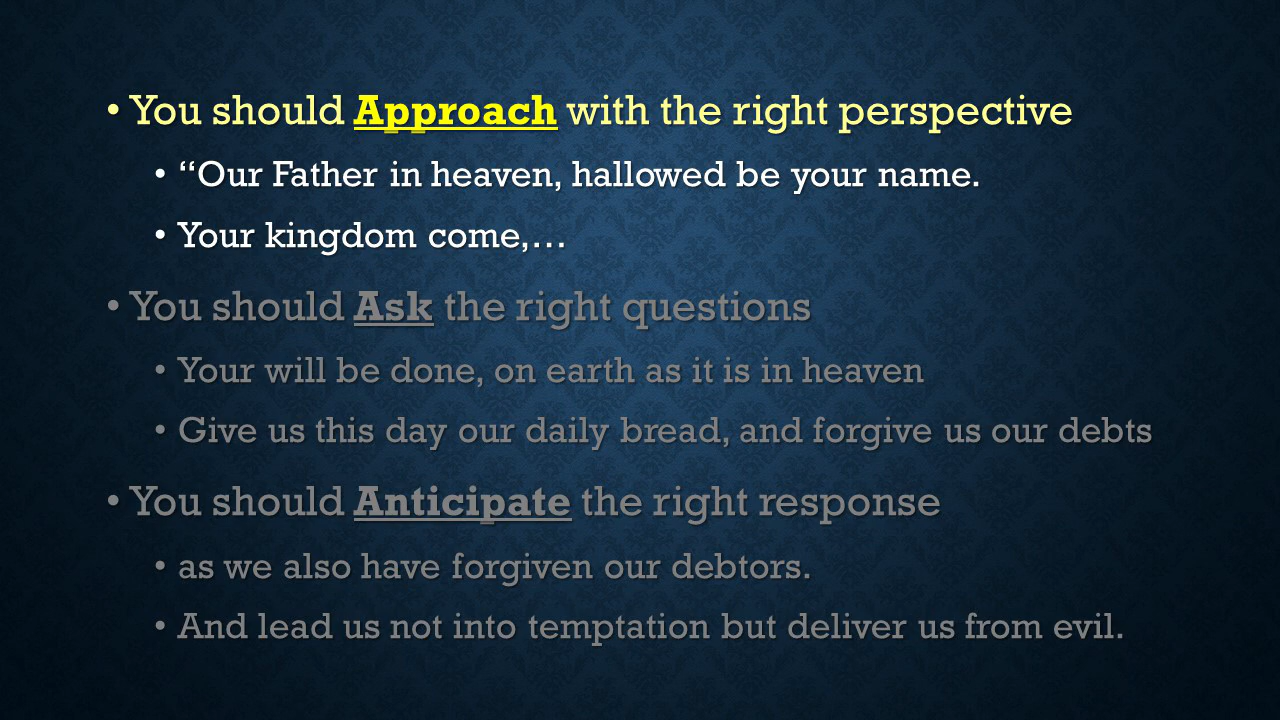 • You should Approach with the right perspective
• “Our Father in heaven, hallowed be your name.
• Your kingdom come,…
• You should Ask the right questions
• Your will be done, on earth as it is in heaven
• Give us this day our daily bread, and forgive us our debts
• You should Anticipate the right response
• as we also have forgiven our debtors.
• And lead us not into temptation but deliver us from evil.